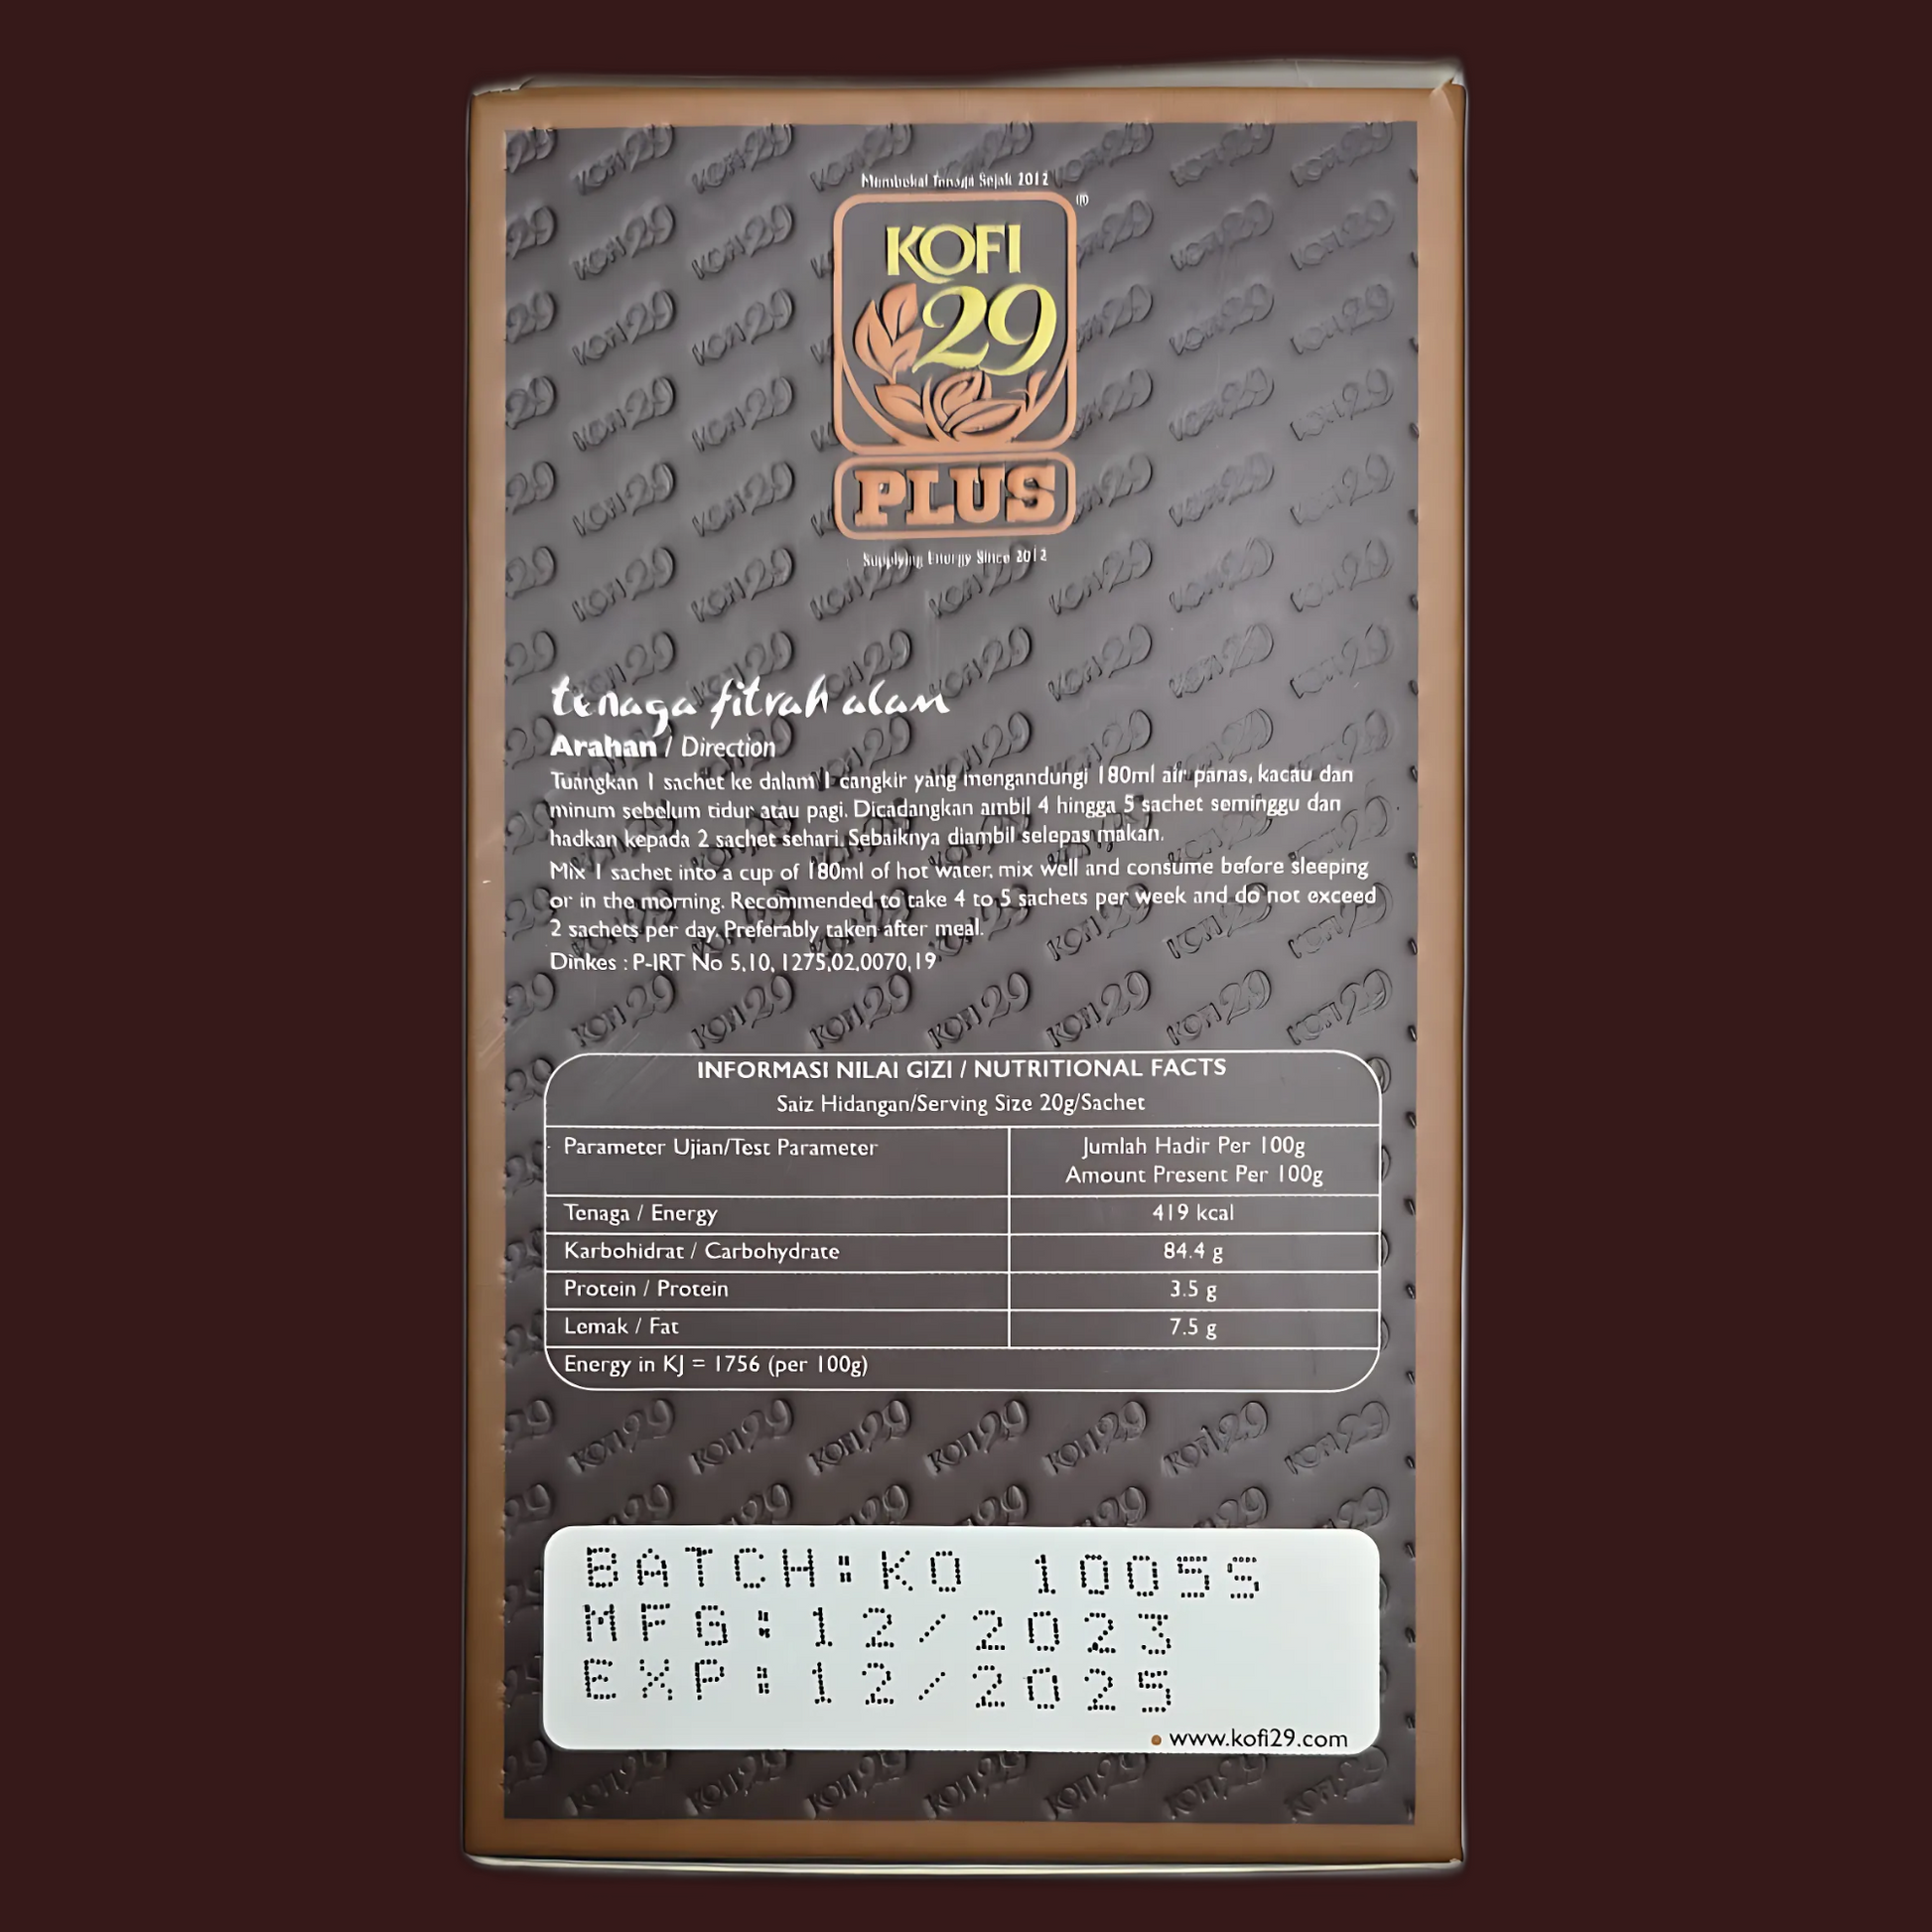 Membekal Tenaga Sejak 2012
KOFI
29
PLUS
Supplying Energy Since 2012
tenaga fitrah alam
Arahan / Direction
Tuangkan 1 sachet ke dalam 1 cangkir yang mengandungi 180ml air panas, kacau dan
minum sebelum tidur atau pagi. Dicadangkan ambil 4 hingga 5 sachet seminggu dan
hadkan kepada 2 sachet sehari. Sebaiknya diambil selepas makan.
Mix 1 sachet into a cup of 180ml of hot water, mix well and consume before sleeping
or in the morning. Recommended to take 4 to 5 sachets per week and do not exceed
2 sachets per day. Preferably taken after meal.
Dinkes : P-IRT No 5.10. 1275.02.0070.19
INFORMASI NILAI GIZI / NUTRITIONAL FACTS
Saiz Hidangan/Serving Size 20g/Sachet
Parameter Ujian/Test Parameter
Jumlah Hadir Per 100g
Amount Present Per 100g
Tenaga / Energy 419 kcal
Karbohidrat / Carbohydrate 84.4 g
Protein / Protein 3.5 g
Lemak / Fat 7.5 g
Energy in KJ = 1756 (per 100g)
BATCH:KO 1005S
MFG:12/2023
EXP:12/2025
www.kofi29.com